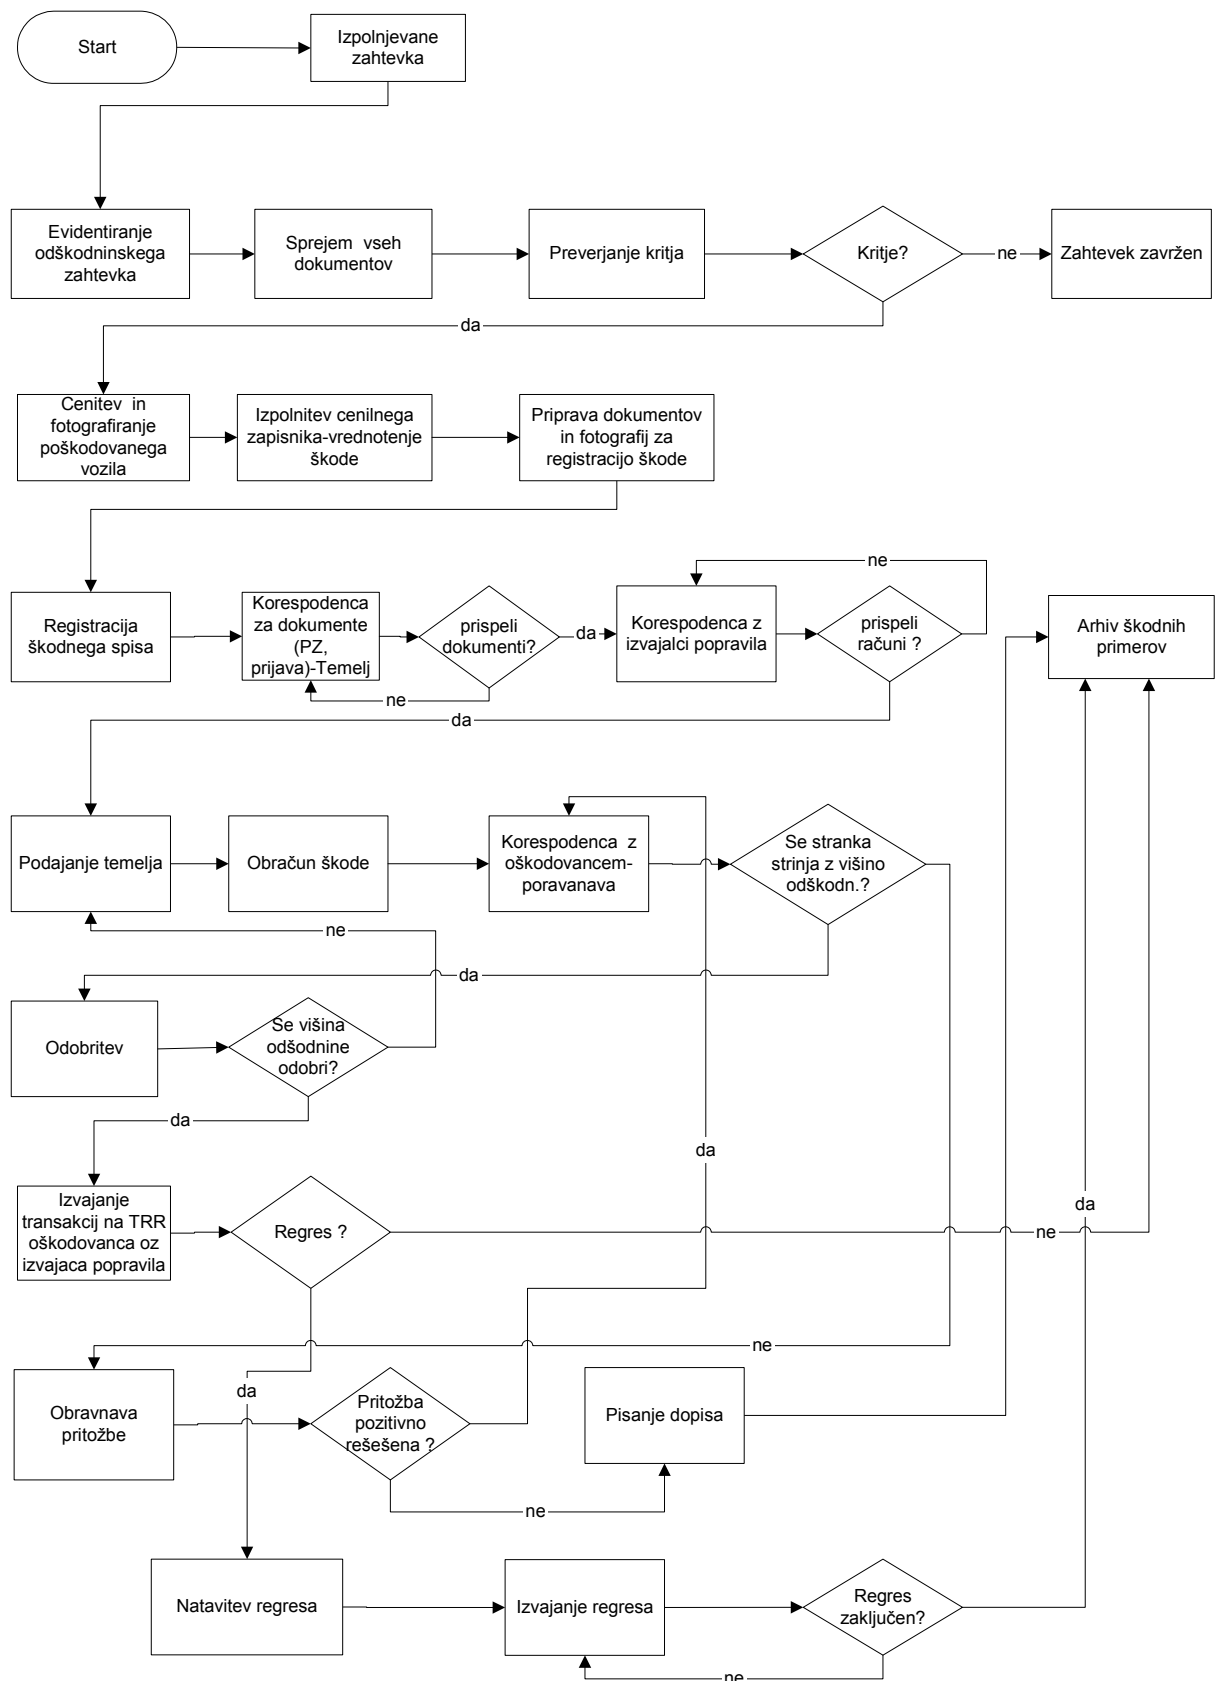 Start
Izpolnjevane
zahtevka
Evidentiranje
odškodninskega
zahtevka
Sprejem vseh
dokumentov
Preverjanje kritja
Kritje?
ne
Zahtevek zavržen
da
Cenitev in
fotografiranje
poškodovanega
vozila
Izpolnitev cenilnega
zapisnika-vrednotenje
škode
Priprava dokumentov
in fotografij za
registracijo škode
ne
Registracija
škodnega spisa
Korespodenca
za dokumente
(PZ,
prijava)-Temelj
prispeli
dokumenti?
da
ne
Korespodenca z
izvajalci popravila
prispeli
računi ?
Arhiv škodnih
primerov
da
Podajanje temelja
Obračun škode
Korespodenca z
oškodovancem-
poravanava
Se stranka
strinja z višino
odškodn.?
ne
da
Odobritev
Se višina
odšodnine
odobri?
da
da
da
Izvajanje
transakcij na TRR
oškodovanca oz
izvajaca popravila
Regres ?
ne
ne
da
Obravnava
pritožbe
Pritožba
pozitivno
rešešena ?
Pisanje dopisa
ne
Natavitev regresa
Izvajanje regresa
Regres
zaključen?
ne